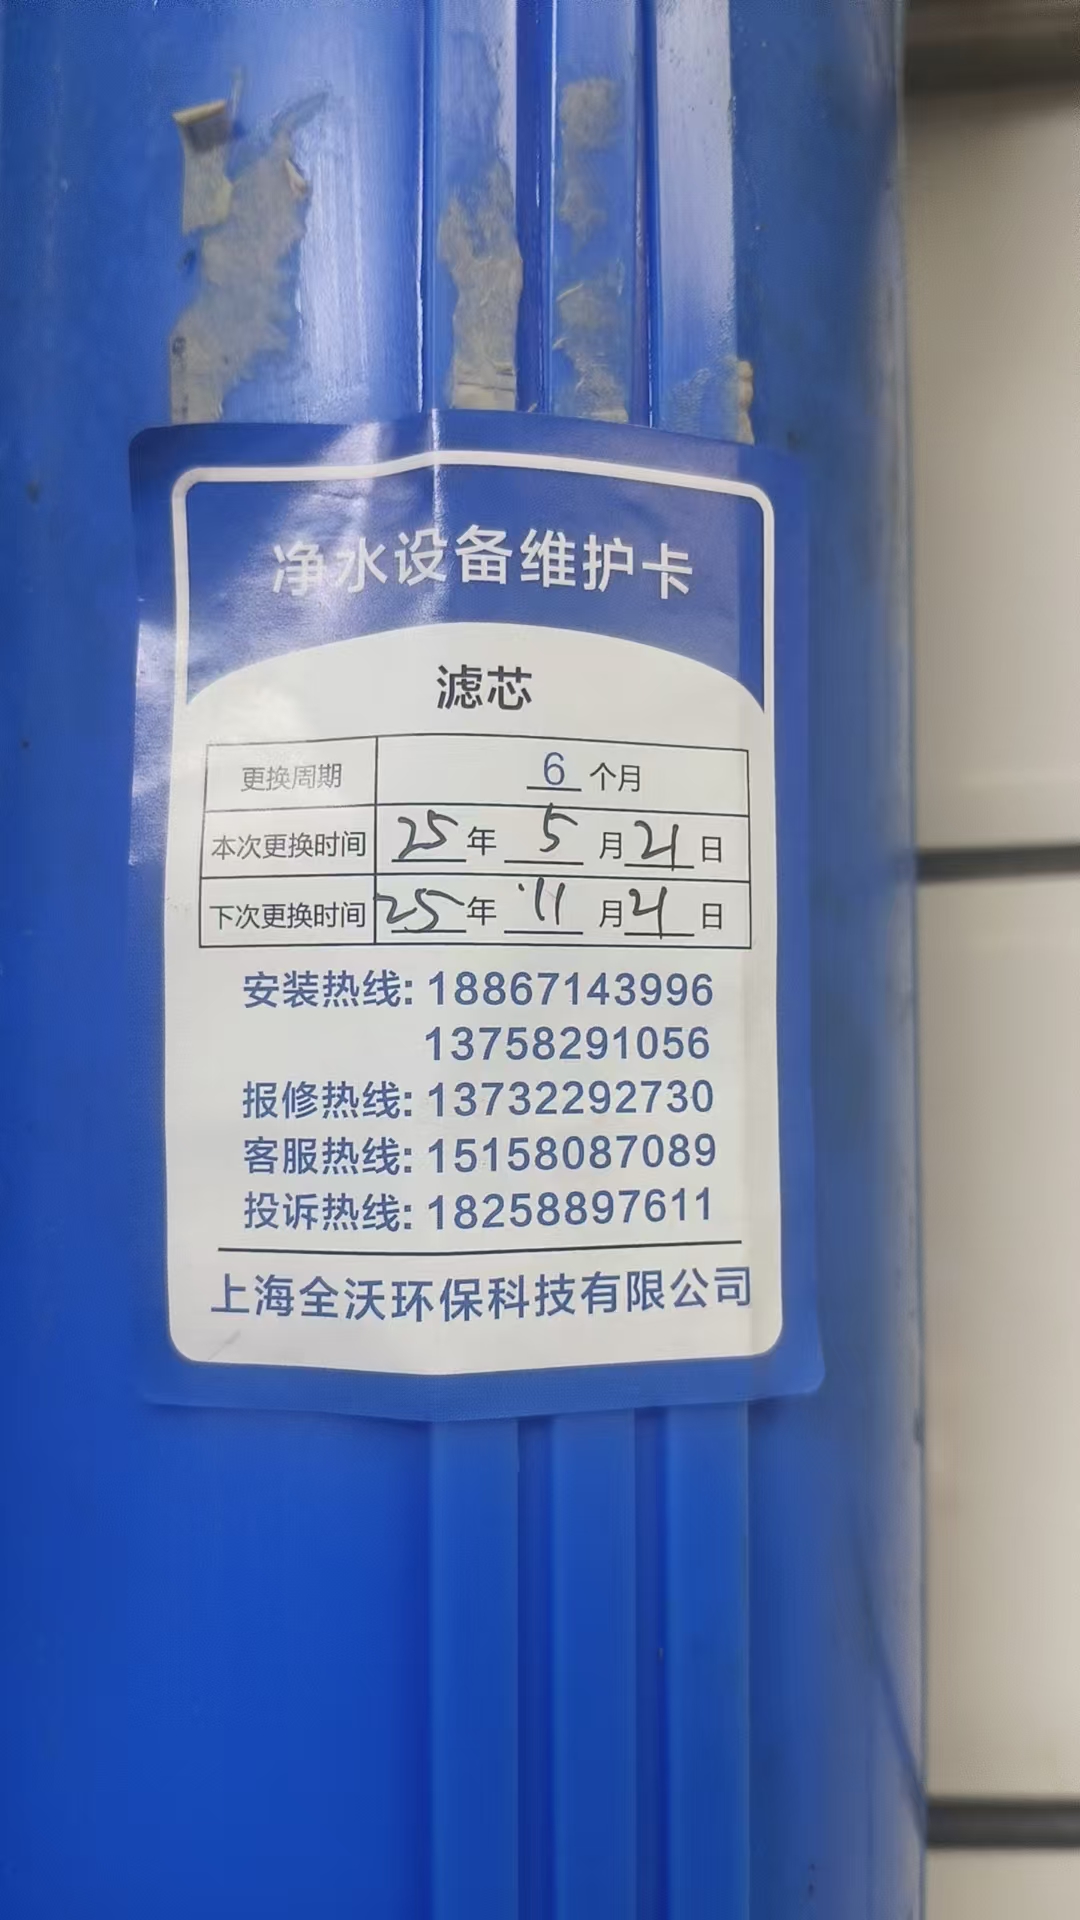 净水设备维护卡
滤芯
更换周期 6 个月
本次更换时间 25 年 5 月 21 日
下次更换时间 25 年 11 月 21 日
安装热线: 18867143996
13758291056
报修热线: 13732292730
客服热线: 15158087089
投诉热线: 18258897611
上海全沃环保科技有限公司